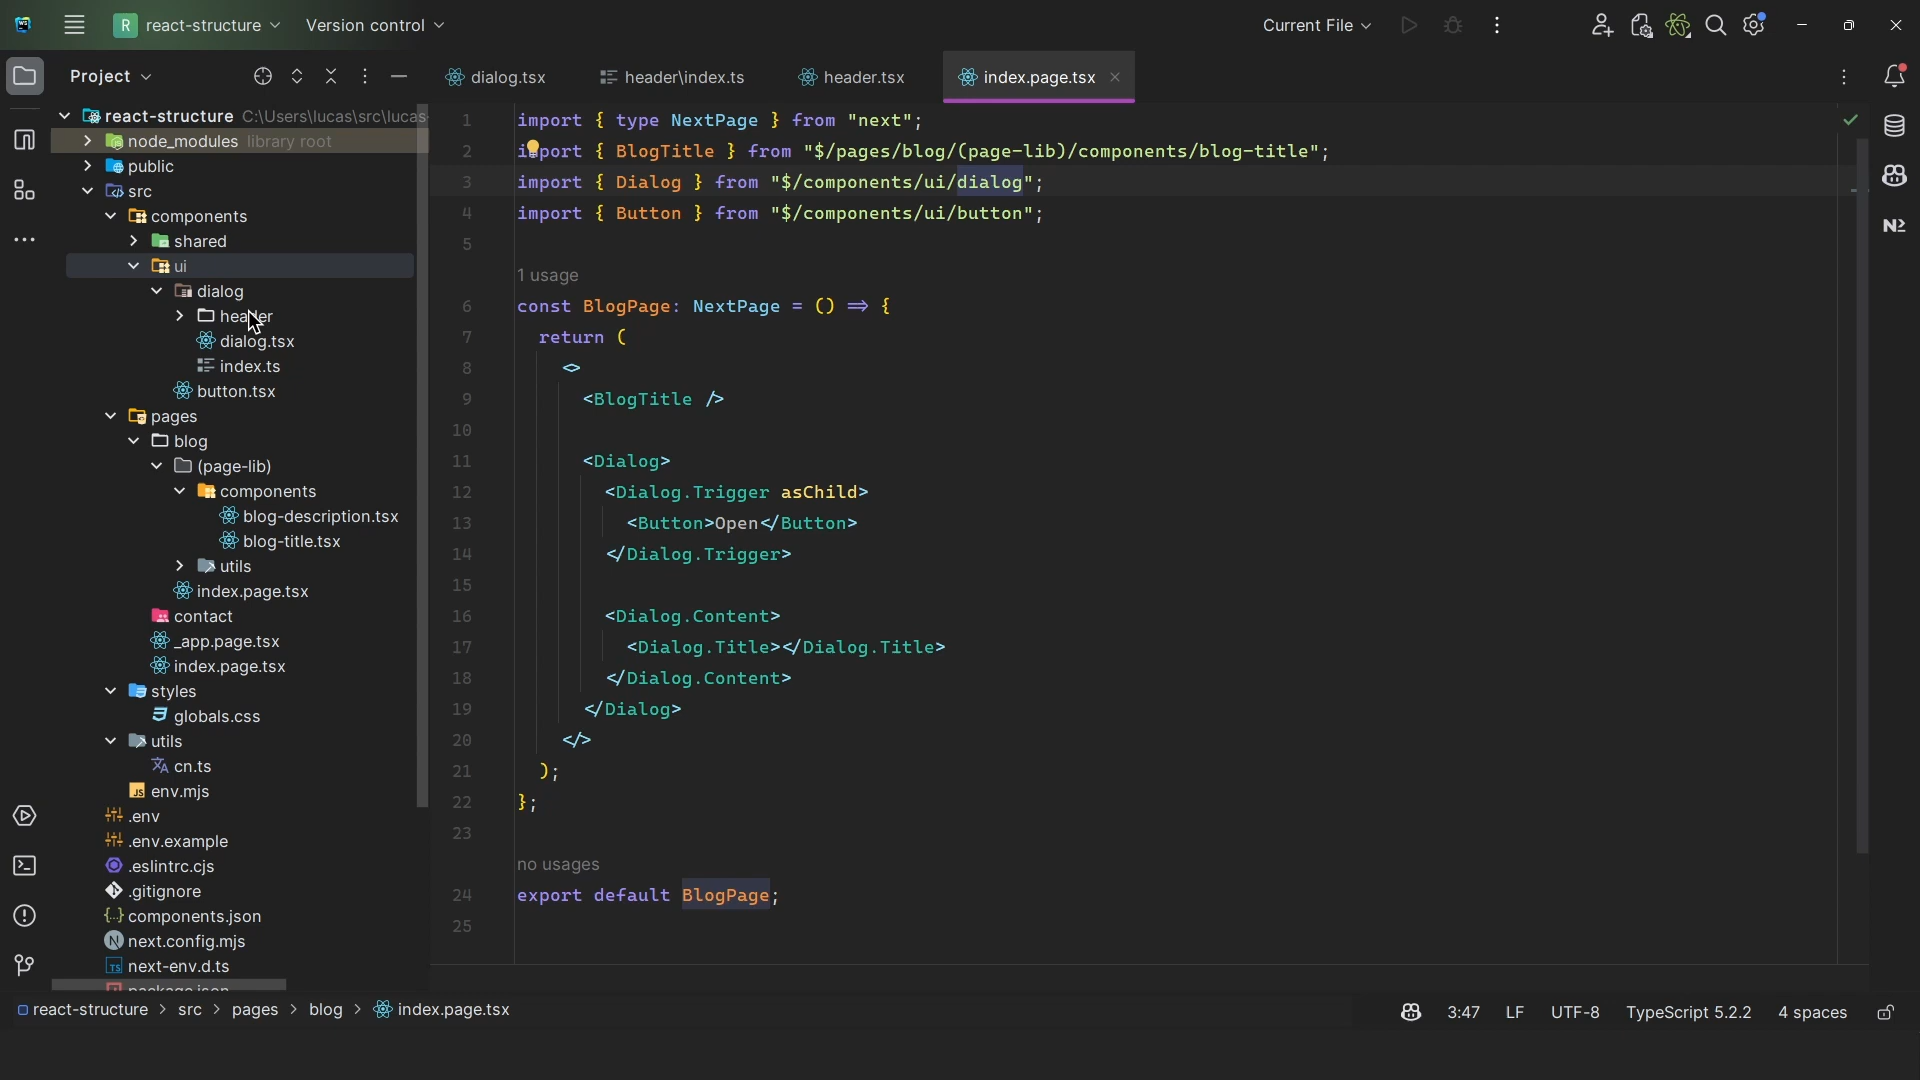 WS
R react-structure
Version control
Current File
Project
dialog.tsx
header\index.ts
header.tsx
index.page.tsx
react-structure C:\Users\lucas\src\lucas-
node_modules library root
public
src
components
shared
ui
dialog
header
dialog.tsx
index.ts
button.tsx
pages
blog
(page-lib)
components
blog-description.tsx
blog-title.tsx
utils
index.page.tsx
contact
_app.page.tsx
index.page.tsx
styles
globals.css
utils
cn.ts
JS env.mjs
.env
.env.example
.eslintrc.cjs
.gitignore
{..} components.json
N next.config.mjs
TS next-env.d.ts
package.json
1 import { type NextPage } from "next";
2 import { BlogTitle } from "$/pages/blog/(page-lib)/components/blog-title";
3 import { Dialog } from "$/components/ui/dialog";
4 import { Button } from "$/components/ui/button";
5
1 usage
6 const BlogPage: NextPage = () => {
7 return (
8 <>
9 <BlogTitle />
10
11 <Dialog>
12 <Dialog.Trigger asChild>
13 <Button>Open</Button>
14 </Dialog.Trigger>
15
16 <Dialog.Content>
17 <Dialog.Title></Dialog.Title>
18 </Dialog.Content>
19 </Dialog>
20 </>
21 );
22 };
23
no usages
24 export default BlogPage;
25
react-structure > src > pages > blog > index.page.tsx
3:47
LF
UTF-8
TypeScript 5.2.2
4 spaces